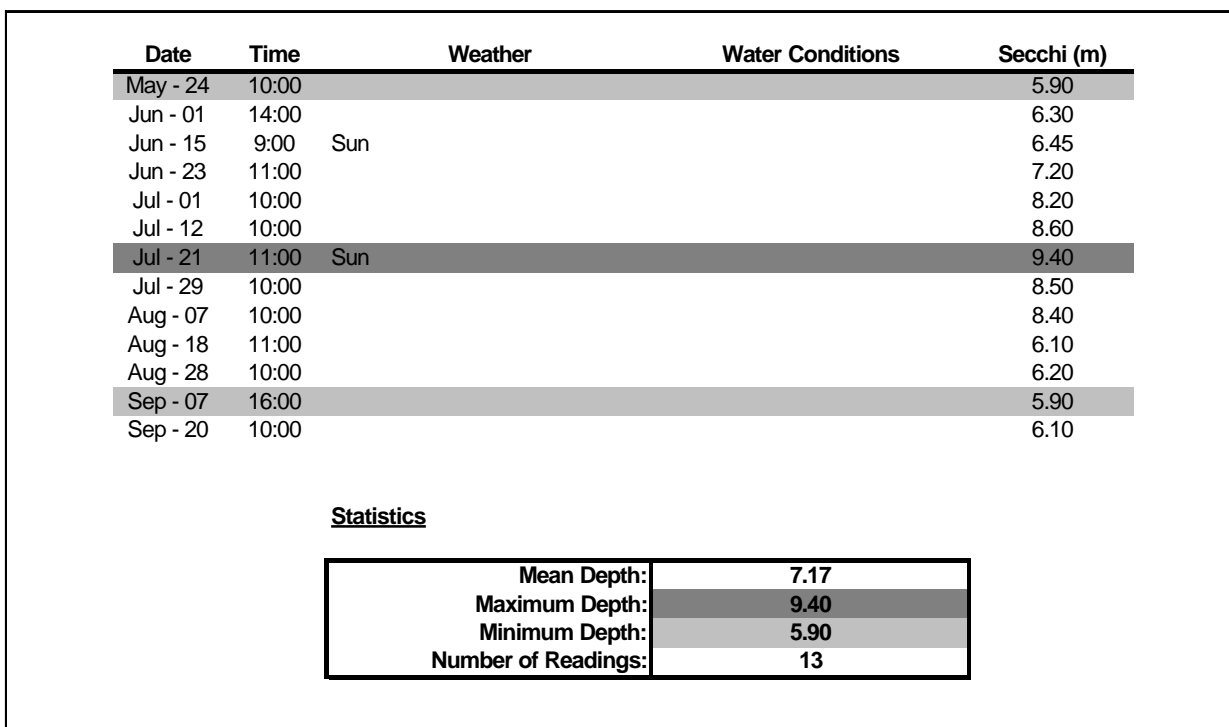 Date Time Weather Water Conditions Secchi (m)
May - 24 10:00 5.90
Jun - 01 14:00 6.30
Jun - 15 9:00 Sun 6.45
Jun - 23 11:00 7.20
Jul - 01 10:00 8.20
Jul - 12 10:00 8.60
Jul - 21 11:00 Sun 9.40
Jul - 29 10:00 8.50
Aug - 07 10:00 8.40
Aug - 18 11:00 6.10
Aug - 28 10:00 6.20
Sep - 07 16:00 5.90
Sep - 20 10:00 6.10
Statistics
Mean Depth: 7.17
Maximum Depth: 9.40
Minimum Depth: 5.90
Number of Readings: 13